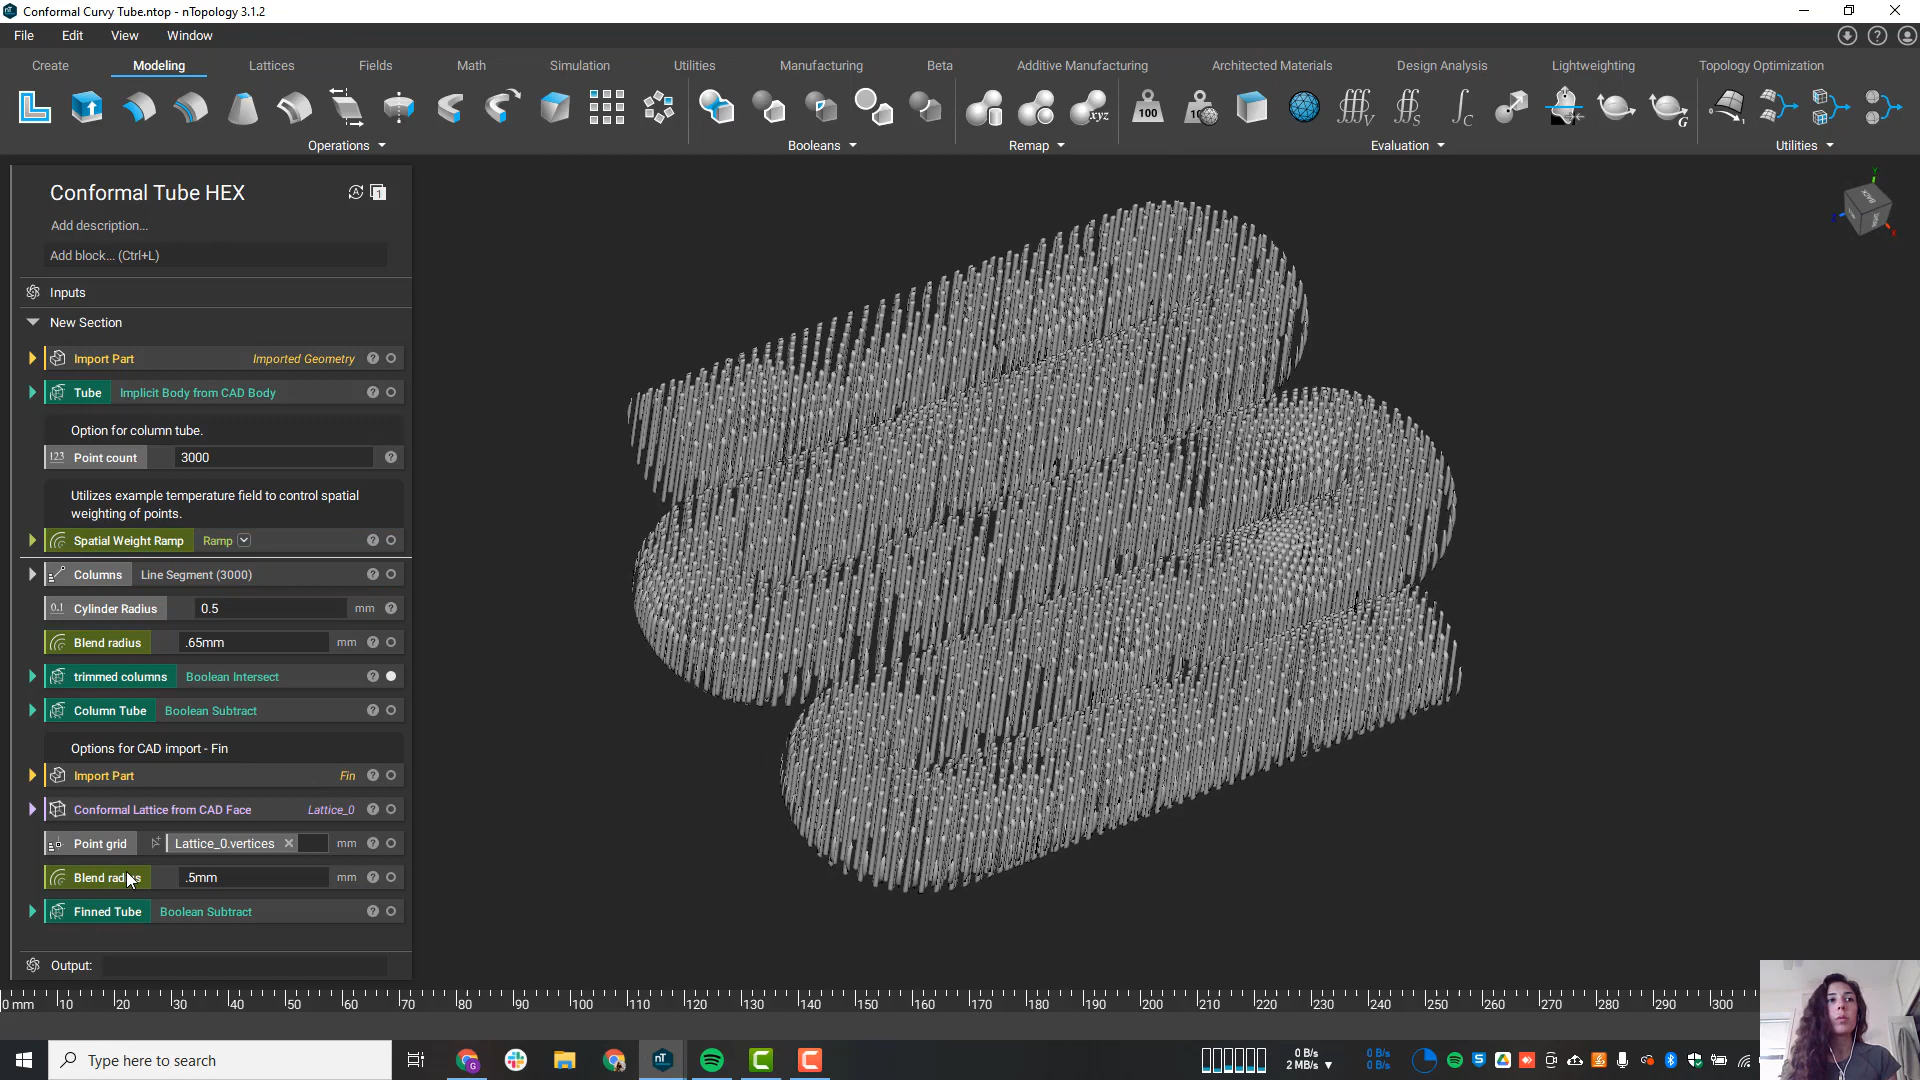 Conformal Curvy Tube.ntop - nTopology 3.1.2
File Edit View Window
Create Modeling Lattices Fields Math Simulation Utilities Manufacturing Beta Additive Manufacturing Architected Materials Design Analysis Lightweighting Topology Optimization
Operations Booleans Remap Evaluation Utilities
Conformal Tube HEX
Add description...
Add block... (Ctrl+L)
Inputs
New Section
Import Part Imported Geometry
Tube Implicit Body from CAD Body
Option for column tube.
123 Point count 3000
Utilizes example temperature field to control spatial
weighting of points.
Spatial Weight Ramp Ramp
Columns Line Segment (3000)
0.1 Cylinder Radius 0.5 mm
Blend radius .65mm mm
trimmed columns Boolean Intersect
Column Tube Boolean Subtract
Options for CAD import - Fin
Import Part Fin
Conformal Lattice from CAD Face Lattice_0
Point grid Lattice_0.vertices mm
Blend radius .5mm mm
Finned Tube Boolean Subtract
Output:
0 mm 10 20 30 40 50 60 70 80 90 100 110 120 130 140 150 160 170 180 190 200 210 220 230 240 250 260 270 280 290 300
Type here to search
0 B/s
2 MB/s
0 B/s
0 B/s